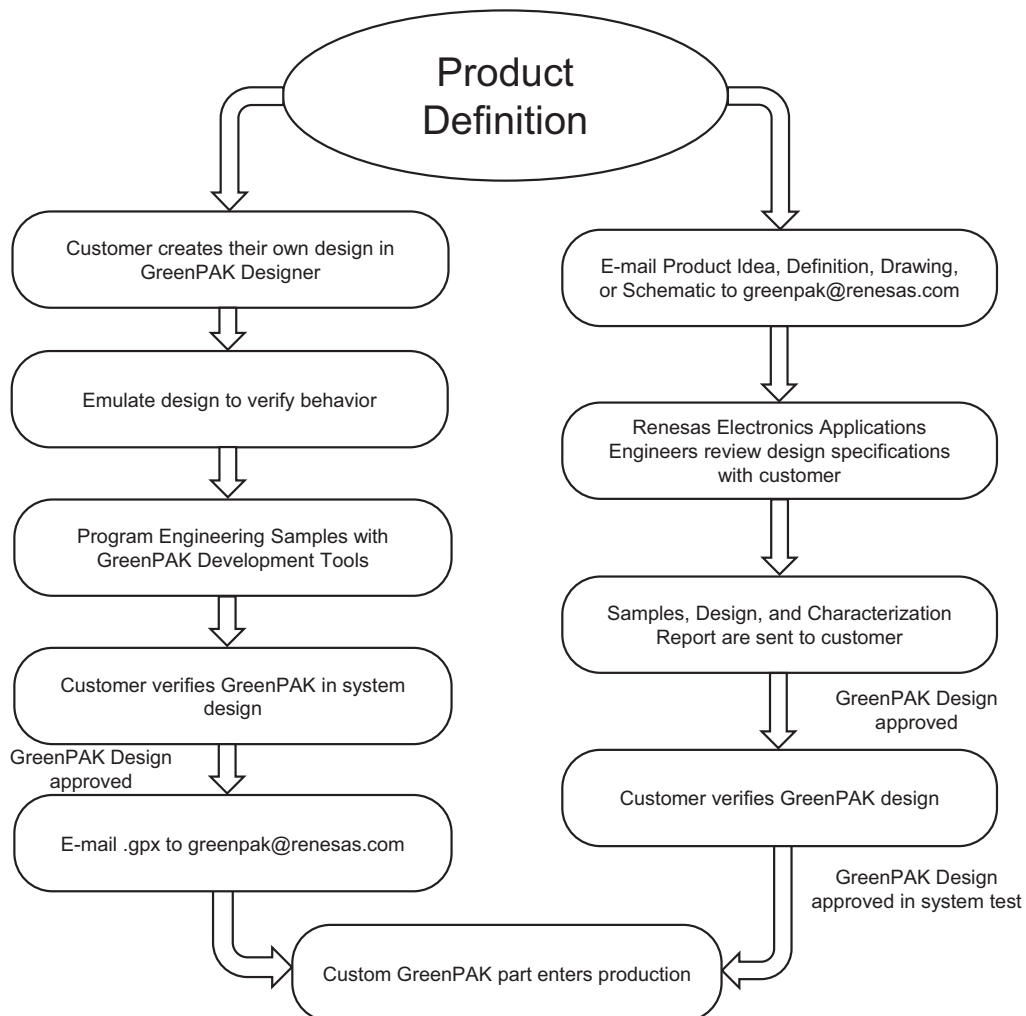 Product
Definition
Customer creates their own design in
GreenPAK Designer
Emulate design to verify behavior
Program Engineering Samples with
GreenPAK Development Tools
Customer verifies GreenPAK in system
design
GreenPAK Design
approved
E-mail .gpx to greenpak@renesas.com
E-mail Product Idea, Definition, Drawing,
or Schematic to greenpak@renesas.com
Renesas Electronics Applications
Engineers review design specifications
with customer
Samples, Design, and Characterization
Report are sent to customer
GreenPAK Design
approved
Customer verifies GreenPAK design
GreenPAK Design
approved in system test
Custom GreenPAK part enters production